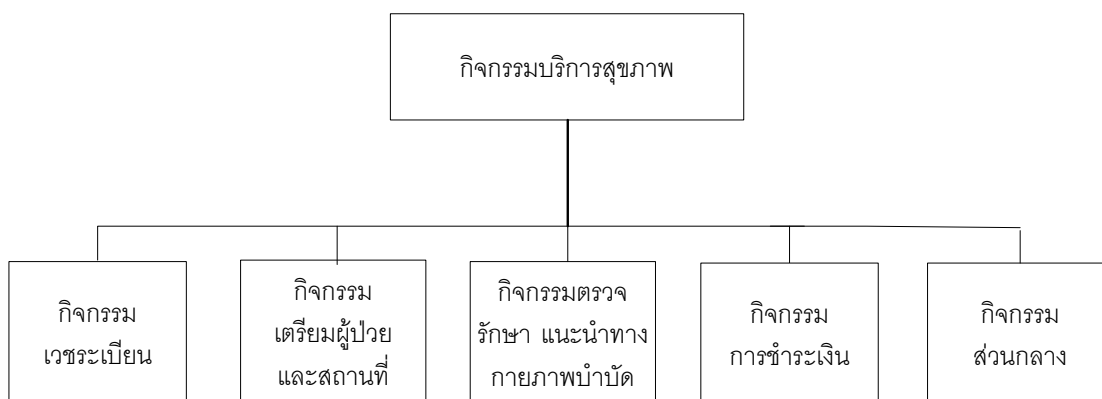 กิจกรรมบริการสุขภาพ
กิจกรรม
เวชระเบียน
กิจกรรม
เตรียมผู้ป่วย
และสถานที่
กิจกรรมตรวจ
รักษา แนะนำทาง
กายภาพบำบัด
กิจกรรม
การชำระเงิน
กิจกรรม
ส่วนกลาง